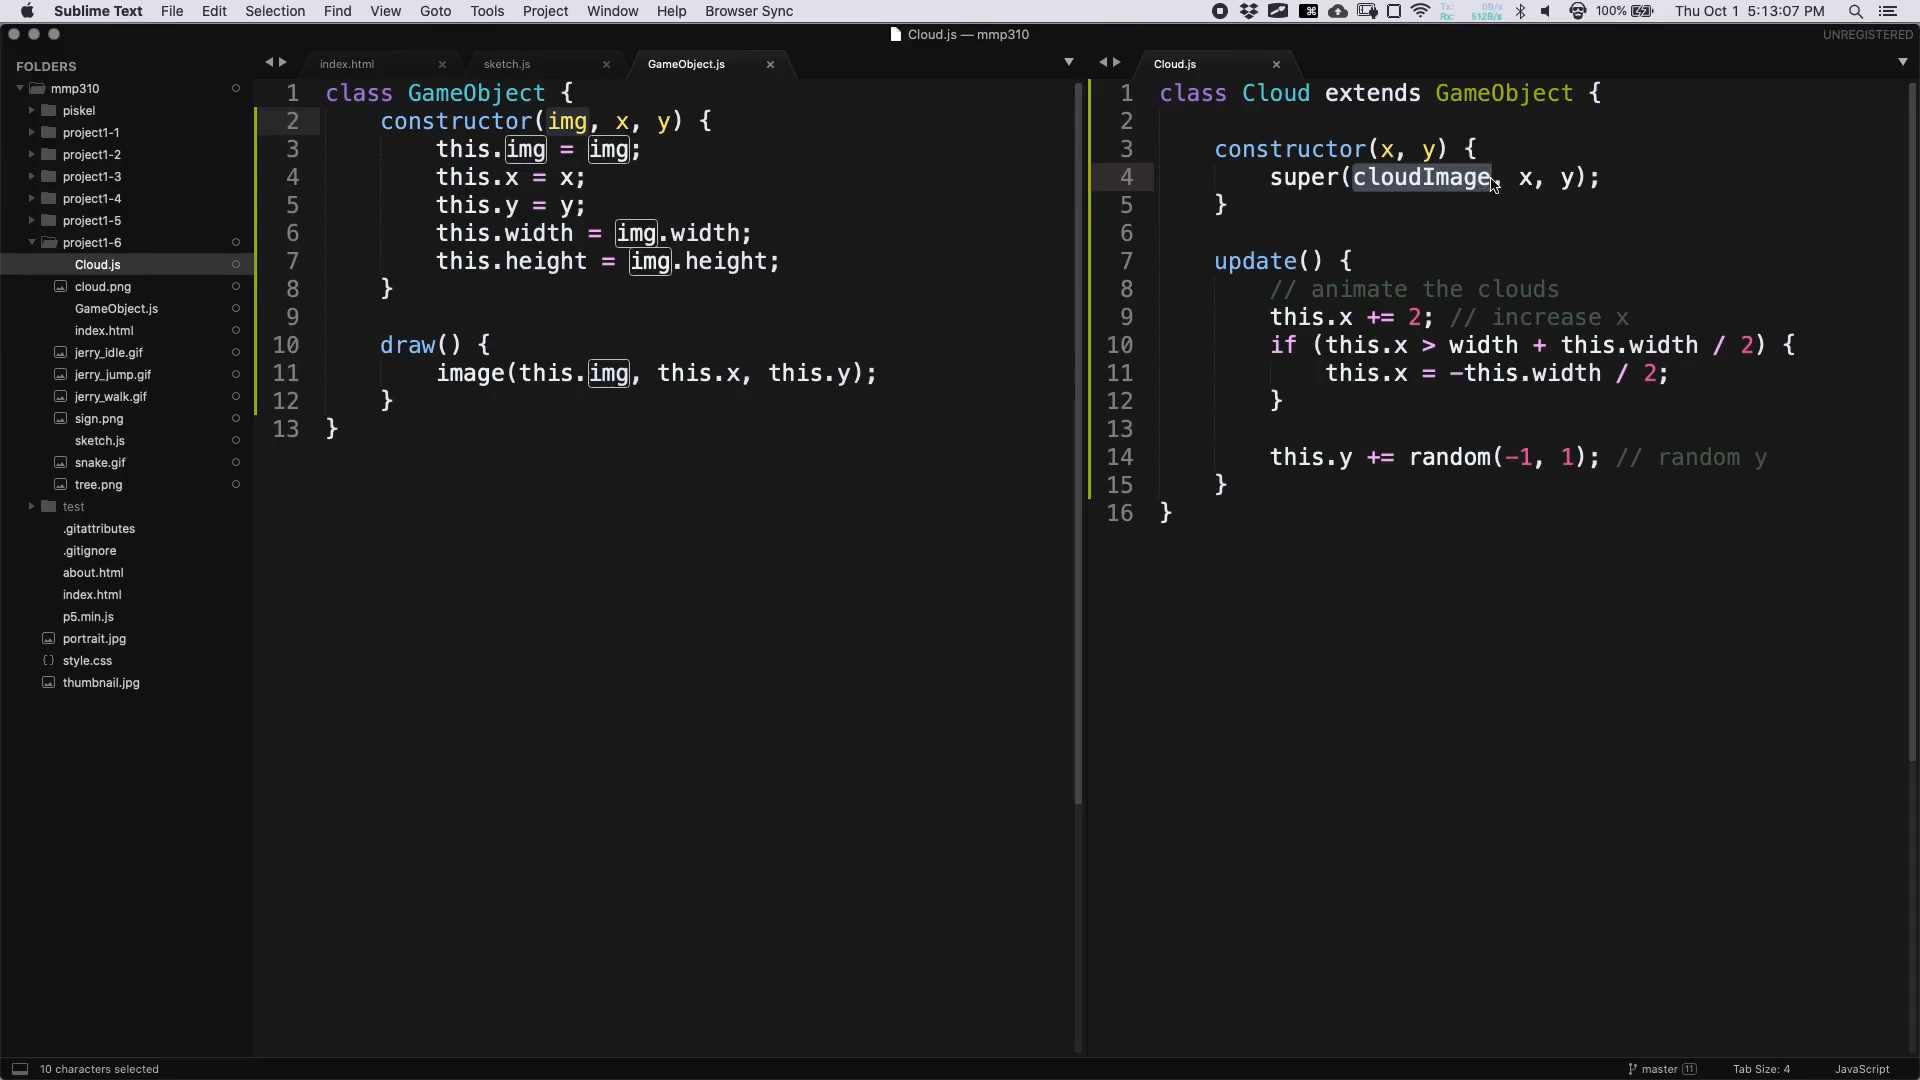 Sublime Text File Edit Selection Find View Goto Tools Project Window Help Browser Sync
Tx: 0B/s
Rx: 512B/s
100% Thu Oct 1 5:13:07 PM
Cloud.js — mmp310
UNREGISTERED
FOLDERS
mmp310
piskel
project1-1
project1-2
project1-3
project1-4
project1-5
project1-6
Cloud.js
cloud.png
GameObject.js
index.html
jerry_idle.gif
jerry_jump.gif
jerry_walk.gif
sign.png
sketch.js
snake.gif
tree.png
test
.gitattributes
.gitignore
about.html
index.html
p5.min.js
portrait.jpg
style.css
thumbnail.jpg
index.html × sketch.js × GameObject.js ×
1 class GameObject {
2 constructor(img, x, y) {
3 this.img = img;
4 this.x = x;
5 this.y = y;
6 this.width = img.width;
7 this.height = img.height;
8 }
9
10 draw() {
11 image(this.img, this.x, this.y);
12 }
13 }
Cloud.js ×
1 class Cloud extends GameObject {
2
3 constructor(x, y) {
4 super(cloudImage, x, y);
5 }
6
7 update() {
8 // animate the clouds
9 this.x += 2; // increase x
10 if (this.x > width + this.width / 2) {
11 this.x = -this.width / 2;
12 }
13
14 this.y += random(-1, 1); // random y
15 }
16 }
10 characters selected
master 11 Tab Size: 4 JavaScript